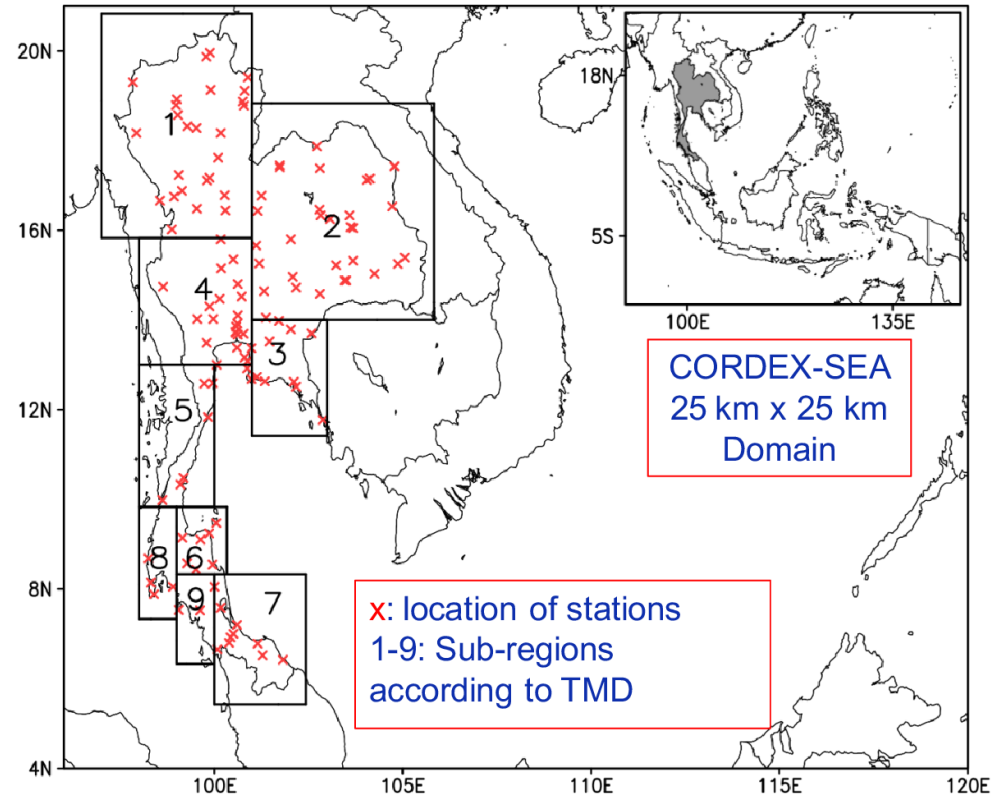 20N
16N
12N
8N
4N
100E
105E
110E
115E
120E
1
2
3
4
5
6
7
8
9
18N
5S
100E
135E
CORDEX-SEA
25 km x 25 km
Domain
x: location of stations
1-9: Sub-regions
according to TMD